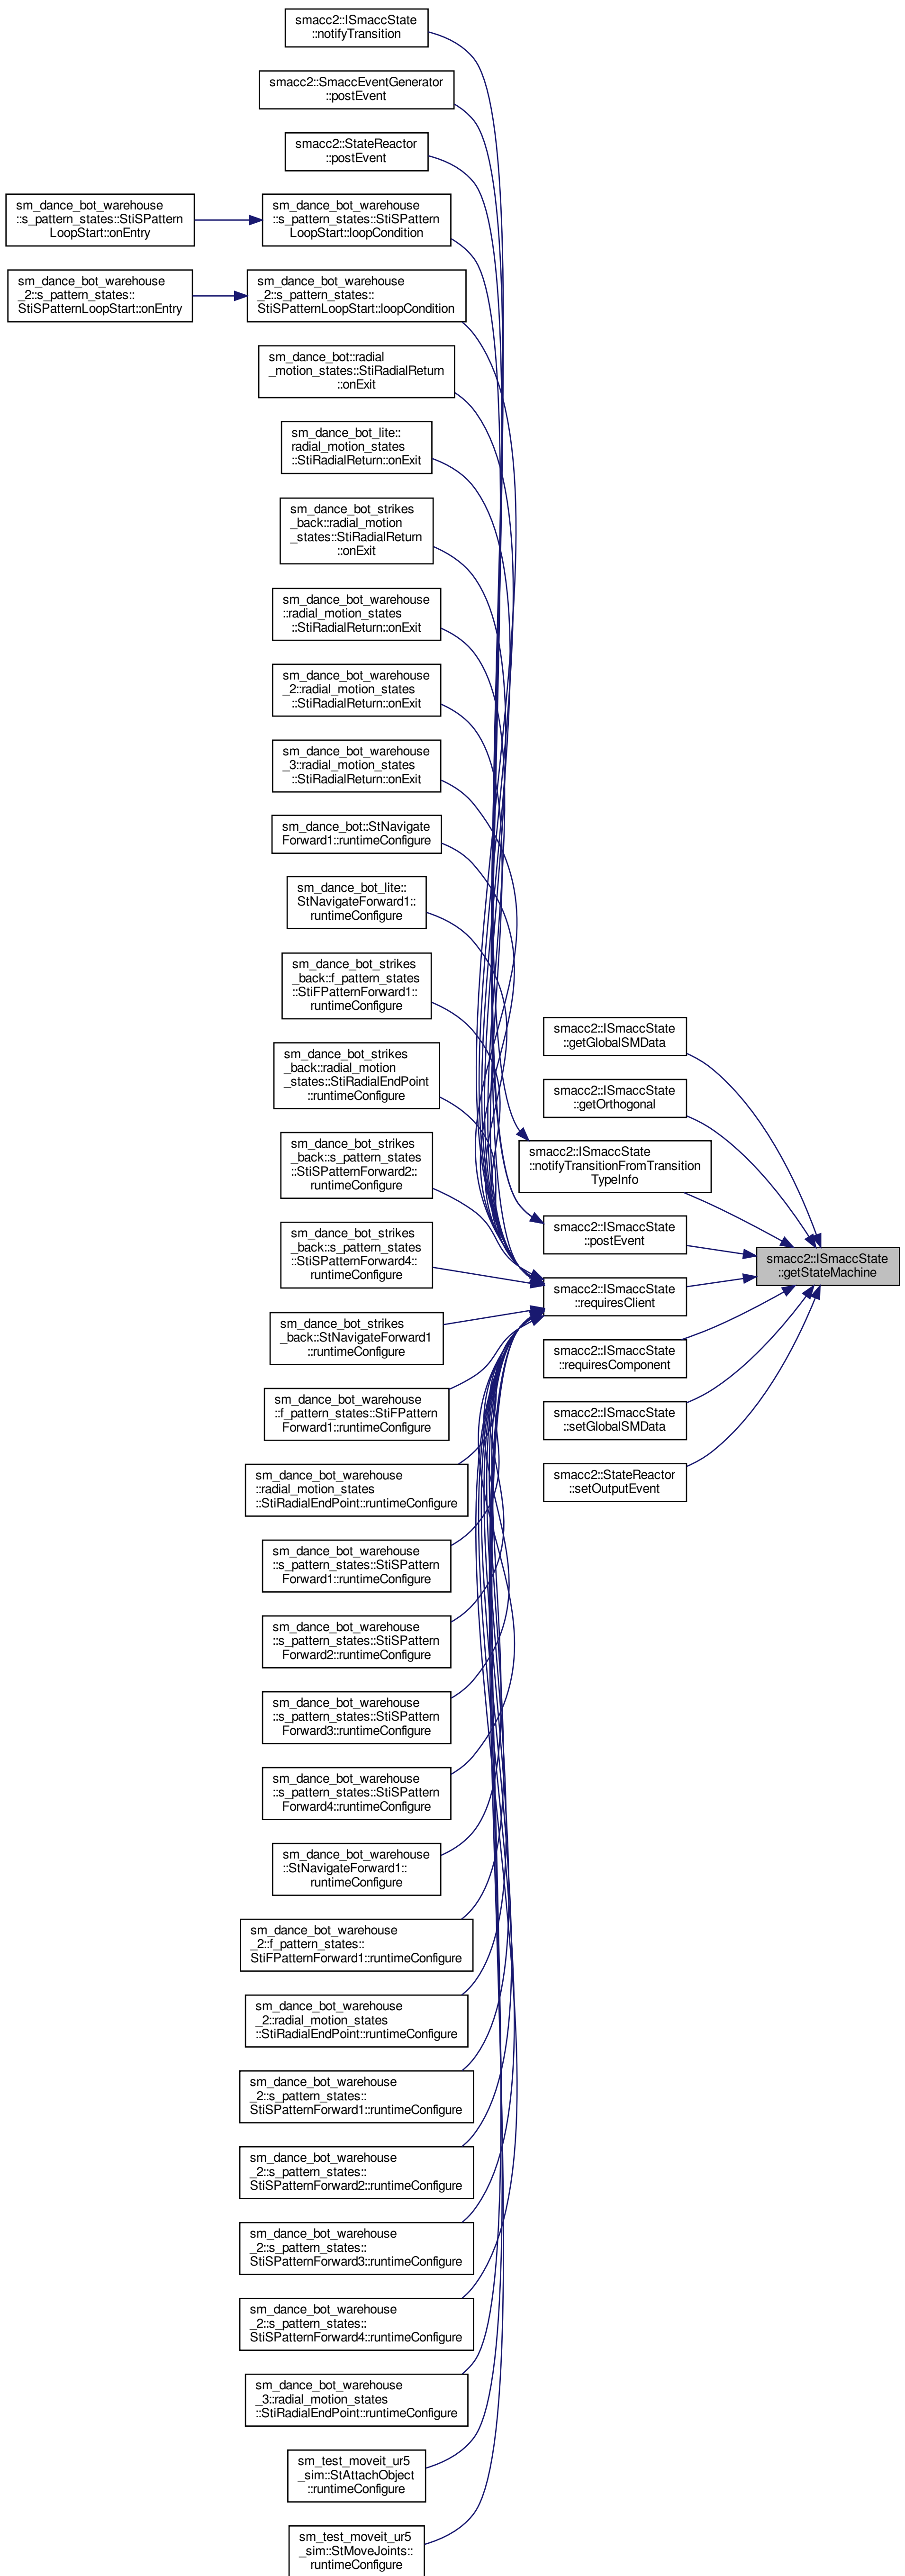 smacc2::ISmaccState
::notifyTransition
smacc2::SmaccEventGenerator
::postEvent
smacc2::StateReactor
::postEvent
sm_dance_bot_warehouse
::s_pattern_states::StiSPattern
LoopStart::onEntry
sm_dance_bot_warehouse
::s_pattern_states::StiSPattern
LoopStart::loopCondition
sm_dance_bot_warehouse
_2::s_pattern_states::
StiSPatternLoopStart::onEntry
sm_dance_bot_warehouse
_2::s_pattern_states::
StiSPatternLoopStart::loopCondition
sm_dance_bot::radial
_motion_states::StiRadialReturn
::onExit
sm_dance_bot_lite::
radial_motion_states
::StiRadialReturn::onExit
sm_dance_bot_strikes
_back::radial_motion
_states::StiRadialReturn
::onExit
sm_dance_bot_warehouse
::radial_motion_states
::StiRadialReturn::onExit
sm_dance_bot_warehouse
_2::radial_motion_states
::StiRadialReturn::onExit
sm_dance_bot_warehouse
_3::radial_motion_states
::StiRadialReturn::onExit
sm_dance_bot::StNavigate
Forward1::runtimeConfigure
sm_dance_bot_lite::
StNavigateForward1::
runtimeConfigure
sm_dance_bot_strikes
_back::f_pattern_states
::StiFPatternForward1::
runtimeConfigure
sm_dance_bot_strikes
_back::radial_motion
_states::StiRadialEndPoint
::runtimeConfigure
sm_dance_bot_strikes
_back::s_pattern_states
::StiSPatternForward2::
runtimeConfigure
sm_dance_bot_strikes
_back::s_pattern_states
::StiSPatternForward4::
runtimeConfigure
sm_dance_bot_strikes
_back::StNavigateForward1
::runtimeConfigure
sm_dance_bot_warehouse
::f_pattern_states::StiFPattern
Forward1::runtimeConfigure
sm_dance_bot_warehouse
::radial_motion_states
::StiRadialEndPoint::runtimeConfigure
sm_dance_bot_warehouse
::s_pattern_states::StiSPattern
Forward1::runtimeConfigure
sm_dance_bot_warehouse
::s_pattern_states::StiSPattern
Forward2::runtimeConfigure
sm_dance_bot_warehouse
::s_pattern_states::StiSPattern
Forward3::runtimeConfigure
sm_dance_bot_warehouse
::s_pattern_states::StiSPattern
Forward4::runtimeConfigure
sm_dance_bot_warehouse
::StNavigateForward1::
runtimeConfigure
sm_dance_bot_warehouse
_2::f_pattern_states::
StiFPatternForward1::runtimeConfigure
sm_dance_bot_warehouse
_2::radial_motion_states
::StiRadialEndPoint::runtimeConfigure
sm_dance_bot_warehouse
_2::s_pattern_states::
StiSPatternForward1::runtimeConfigure
sm_dance_bot_warehouse
_2::s_pattern_states::
StiSPatternForward2::runtimeConfigure
sm_dance_bot_warehouse
_2::s_pattern_states::
StiSPatternForward3::runtimeConfigure
sm_dance_bot_warehouse
_2::s_pattern_states::
StiSPatternForward4::runtimeConfigure
sm_dance_bot_warehouse
_3::radial_motion_states
::StiRadialEndPoint::runtimeConfigure
sm_test_moveit_ur5
_sim::StAttachObject
::runtimeConfigure
sm_test_moveit_ur5
_sim::StMoveJoints::
runtimeConfigure
smacc2::ISmaccState
::getGlobalSMData
smacc2::ISmaccState
::getOrthogonal
smacc2::ISmaccState
::notifyTransitionFromTransition
TypeInfo
smacc2::ISmaccState
::postEvent
smacc2::ISmaccState
::requiresClient
smacc2::ISmaccState
::requiresComponent
smacc2::ISmaccState
::setGlobalSMData
smacc2::StateReactor
::setOutputEvent
smacc2::ISmaccState
::getStateMachine